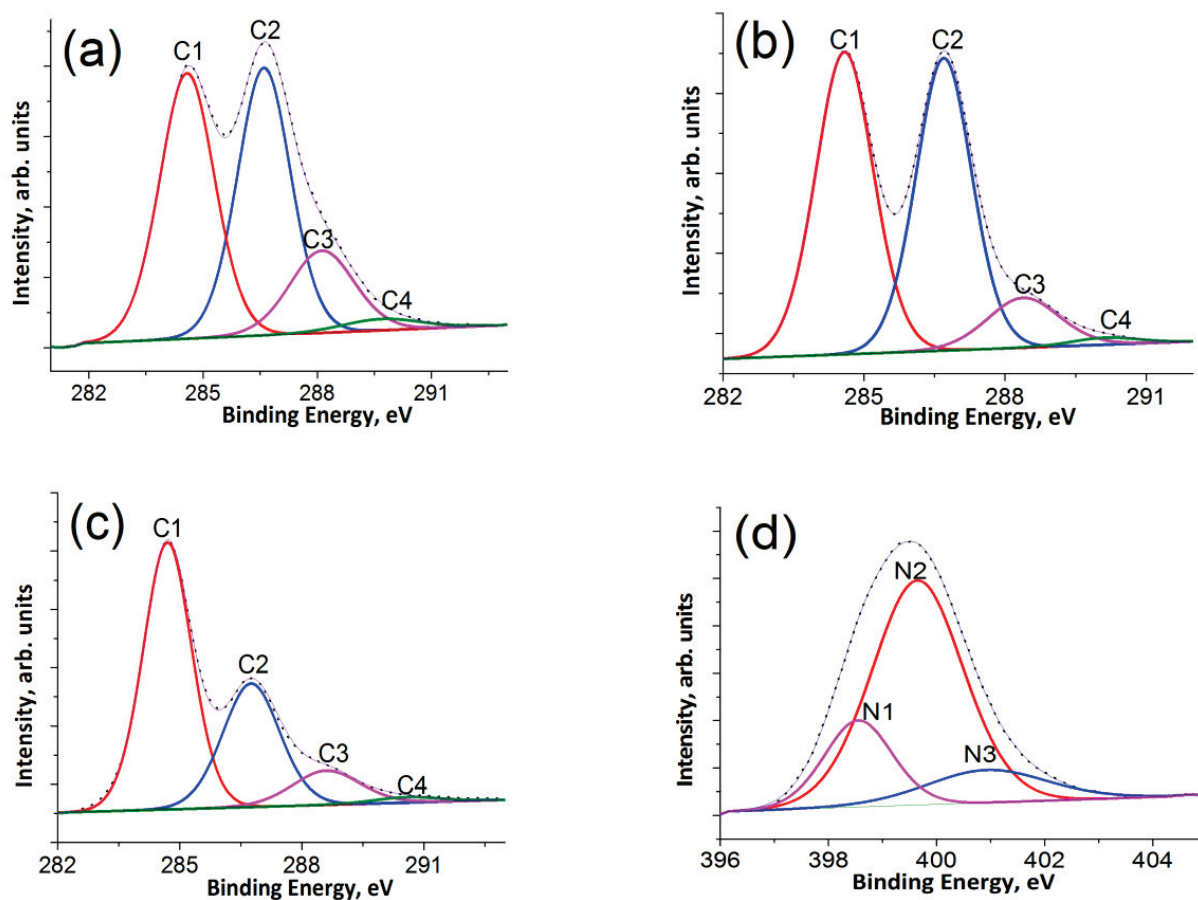 (a)
C1
C2
C3
C4
Intensity, arb. units
282
285
288
291
Binding Energy, eV
(b)
C1
C2
C3
C4
Intensity, arb. units
282
285
288
291
Binding Energy, eV
(c)
C1
C2
C3
C4
Intensity, arb. units
282
285
288
291
Binding Energy, eV
(d)
N2
N1
N3
Intensity, arb. units
396
398
400
402
404
Binding Energy, eV